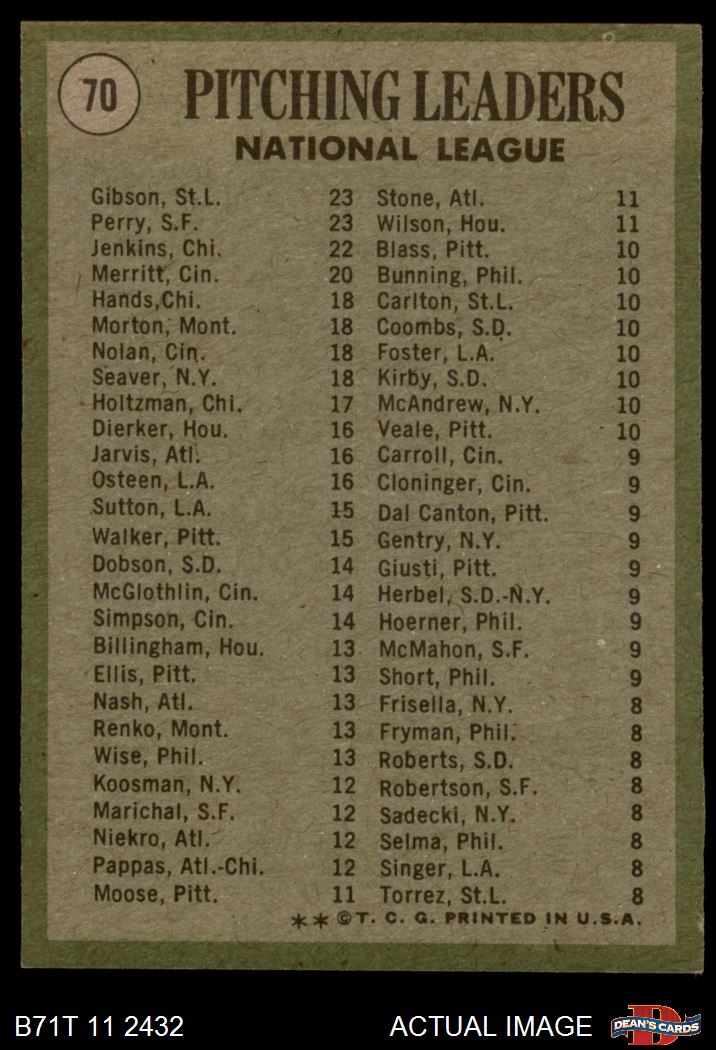 70
PITCHING LEADERS
NATIONAL LEAGUE
Gibson, St.L. 23
Perry, S.F. 23
Jenkins, Chi. 22
Merritt, Cin. 20
Hands,Chi. 18
Morton, Mont. 18
Nolan, Cin. 18
Seaver, N.Y. 18
Holtzman, Chi. 17
Dierker, Hou. 16
Jarvis, Atl. 16
Osteen, L.A. 16
Sutton, L.A. 15
Walker, Pitt. 15
Dobson, S.D. 14
McGlothlin, Cin. 14
Simpson, Cin. 14
Billingham, Hou. 13
Ellis, Pitt. 13
Nash, Atl. 13
Renko, Mont. 13
Wise, Phil. 13
Koosman, N.Y. 12
Marichal, S.F. 12
Niekro, Atl. 12
Pappas, Atl.-Chi. 12
Moose, Pitt. 11
Stone, Atl. 11
Wilson, Hou. 11
Blass, Pitt. 10
Bunning, Phil. 10
Carlton, St.L. 10
Coombs, S.D. 10
Foster, L.A. 10
Kirby, S.D. 10
McAndrew, N.Y. 10
Veale, Pitt. 10
Carroll, Cin. 9
Cloninger, Cin. 9
Dal Canton, Pitt. 9
Gentry, N.Y. 9
Giusti, Pitt. 9
Herbel, S.D.-N.Y. 9
Hoerner, Phil. 9
McMahon, S.F. 9
Short, Phil. 9
Frisella, N.Y. 8
Fryman, Phil. 8
Roberts, S.D. 8
Robertson, S.F. 8
Sadecki, N.Y. 8
Selma, Phil. 8
Singer, L.A. 8
Torrez, St.L. 8
** © T. C. G. PRINTED IN U.S.A.
B71T 11 2432 ACTUAL IMAGE
D
DEAN'S CARDS